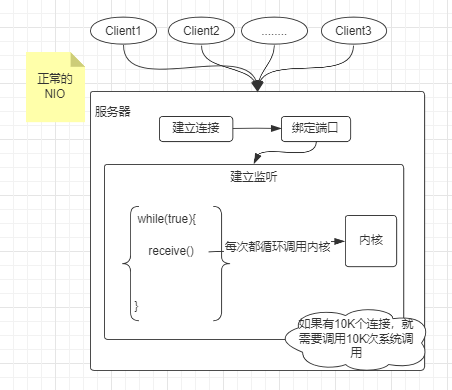 Client1
Client2
........
Client3
正常的
NIO
服务器
建立连接
绑定端口
建立监听
while(true){
receive()
}
每次都循环调用内核
内核
如果有10K个连接，就
需要调用10K次系统调
用